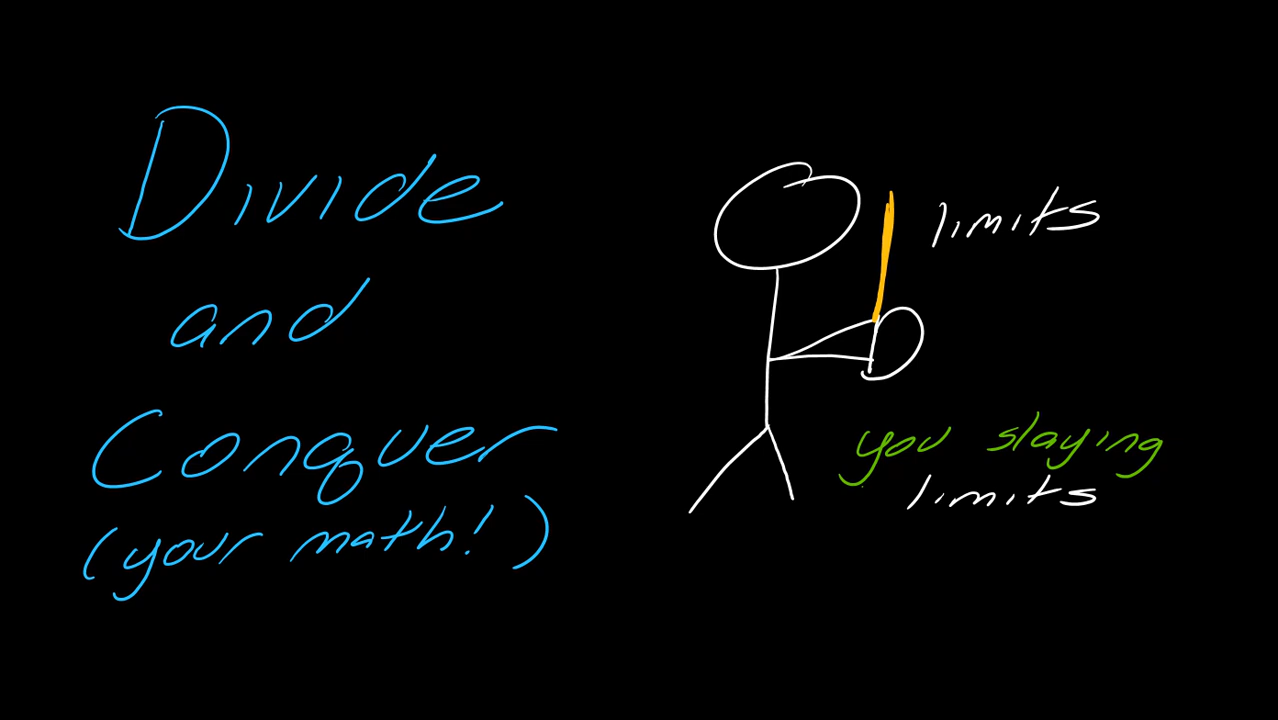 Divide
and
Conquer
(your math!)
limits
you slaying
limits